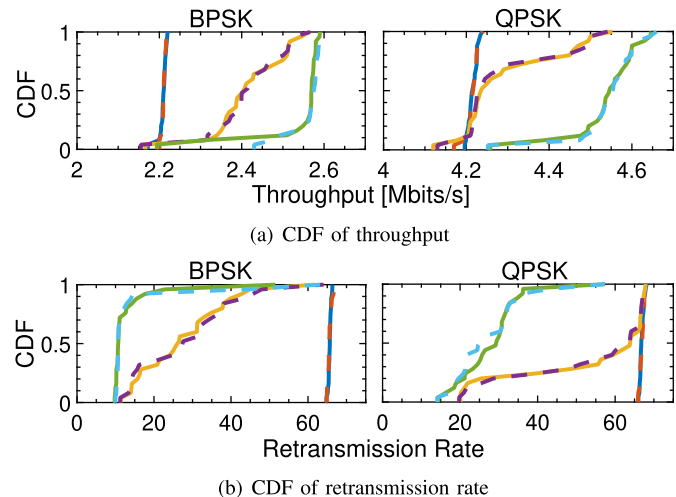 BPSK QPSK
CDF
1
0.5
0
2 2.2 2.4 2.6 4 4.2 4.4 4.6
Throughput [Mbits/s]
(a) CDF of throughput
BPSK QPSK
CDF
1
0.5
0
0 20 40 60 0 20 40 60
Retransmission Rate
(b) CDF of retransmission rate